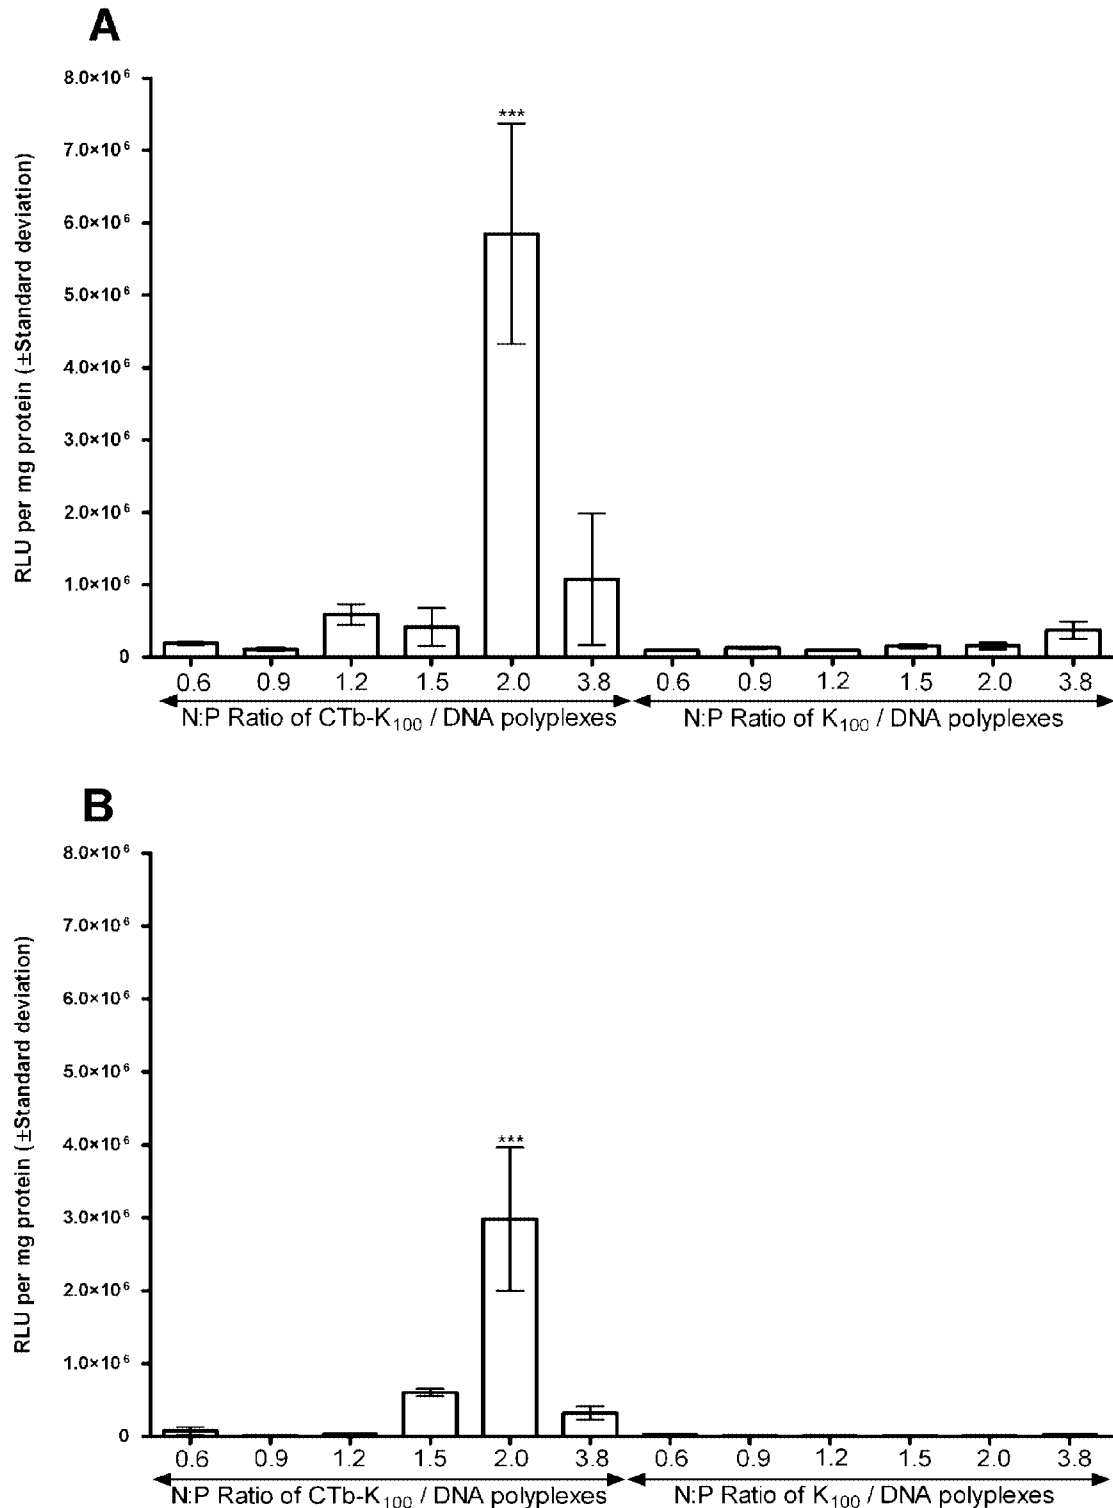 A
8.0×10⁶
7.0×10⁶
6.0×10⁶
5.0×10⁶
4.0×10⁶
3.0×10⁶
2.0×10⁶
1.0×10⁶
0
RLU per mg protein (±Standard deviation)
***
0.6 0.9 1.2 1.5 2.0 3.8 0.6 0.9 1.2 1.5 2.0 3.8
N:P Ratio of CTb-K₁₀₀ / DNA polyplexes N:P Ratio of K₁₀₀ / DNA polyplexes
B
8.0×10⁶
7.0×10⁶
6.0×10⁶
5.0×10⁶
4.0×10⁶
3.0×10⁶
2.0×10⁶
1.0×10⁶
0
RLU per mg protein (±Standard deviation)
***
0.6 0.9 1.2 1.5 2.0 3.8 0.6 0.9 1.2 1.5 2.0 3.8
N:P Ratio of CTb-K₁₀₀ / DNA polyplexes N:P Ratio of K₁₀₀ / DNA polyplexes